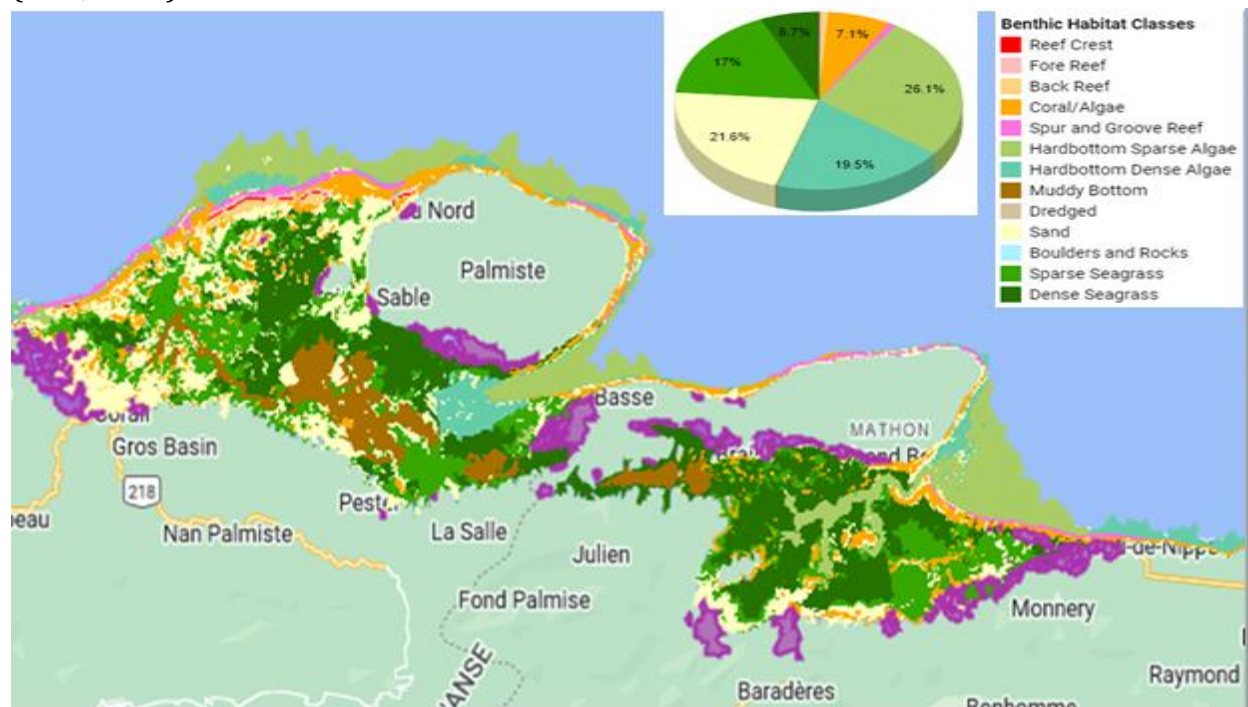 6.7%
7.1%
17%
26.1%
21.6%
19.5%
Benthic Habitat Classes
Reef Crest
Fore Reef
Back Reef
Coral/Algae
Spur and Groove Reef
Hardbottom Sparse Algae
Hardbottom Dense Algae
Muddy Bottom
Dredged
Sand
Boulders and Rocks
Sparse Seagrass
Dense Seagrass
Nord
Palmiste
Sable
Basse
MATHON
Gros Basin
218
Nan Palmiste
La Salle
Julien
Fond Palmise
Monnery
Raymond
Baradères